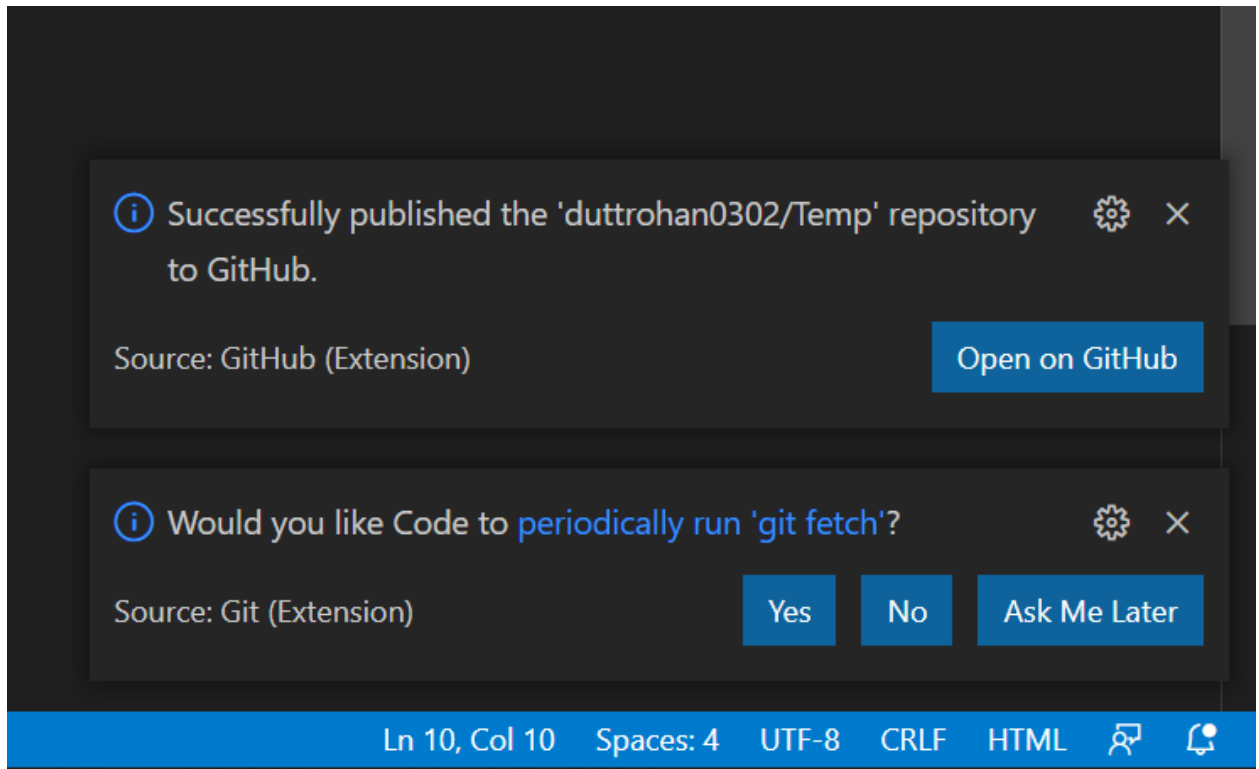 Successfully published the 'duttrohan0302/Temp' repository
to GitHub.
Source: GitHub (Extension)
Open on GitHub
Would you like Code to periodically run 'git fetch'?
Source: Git (Extension)
Yes No Ask Me Later
Ln 10, Col 10 Spaces: 4 UTF-8 CRLF HTML